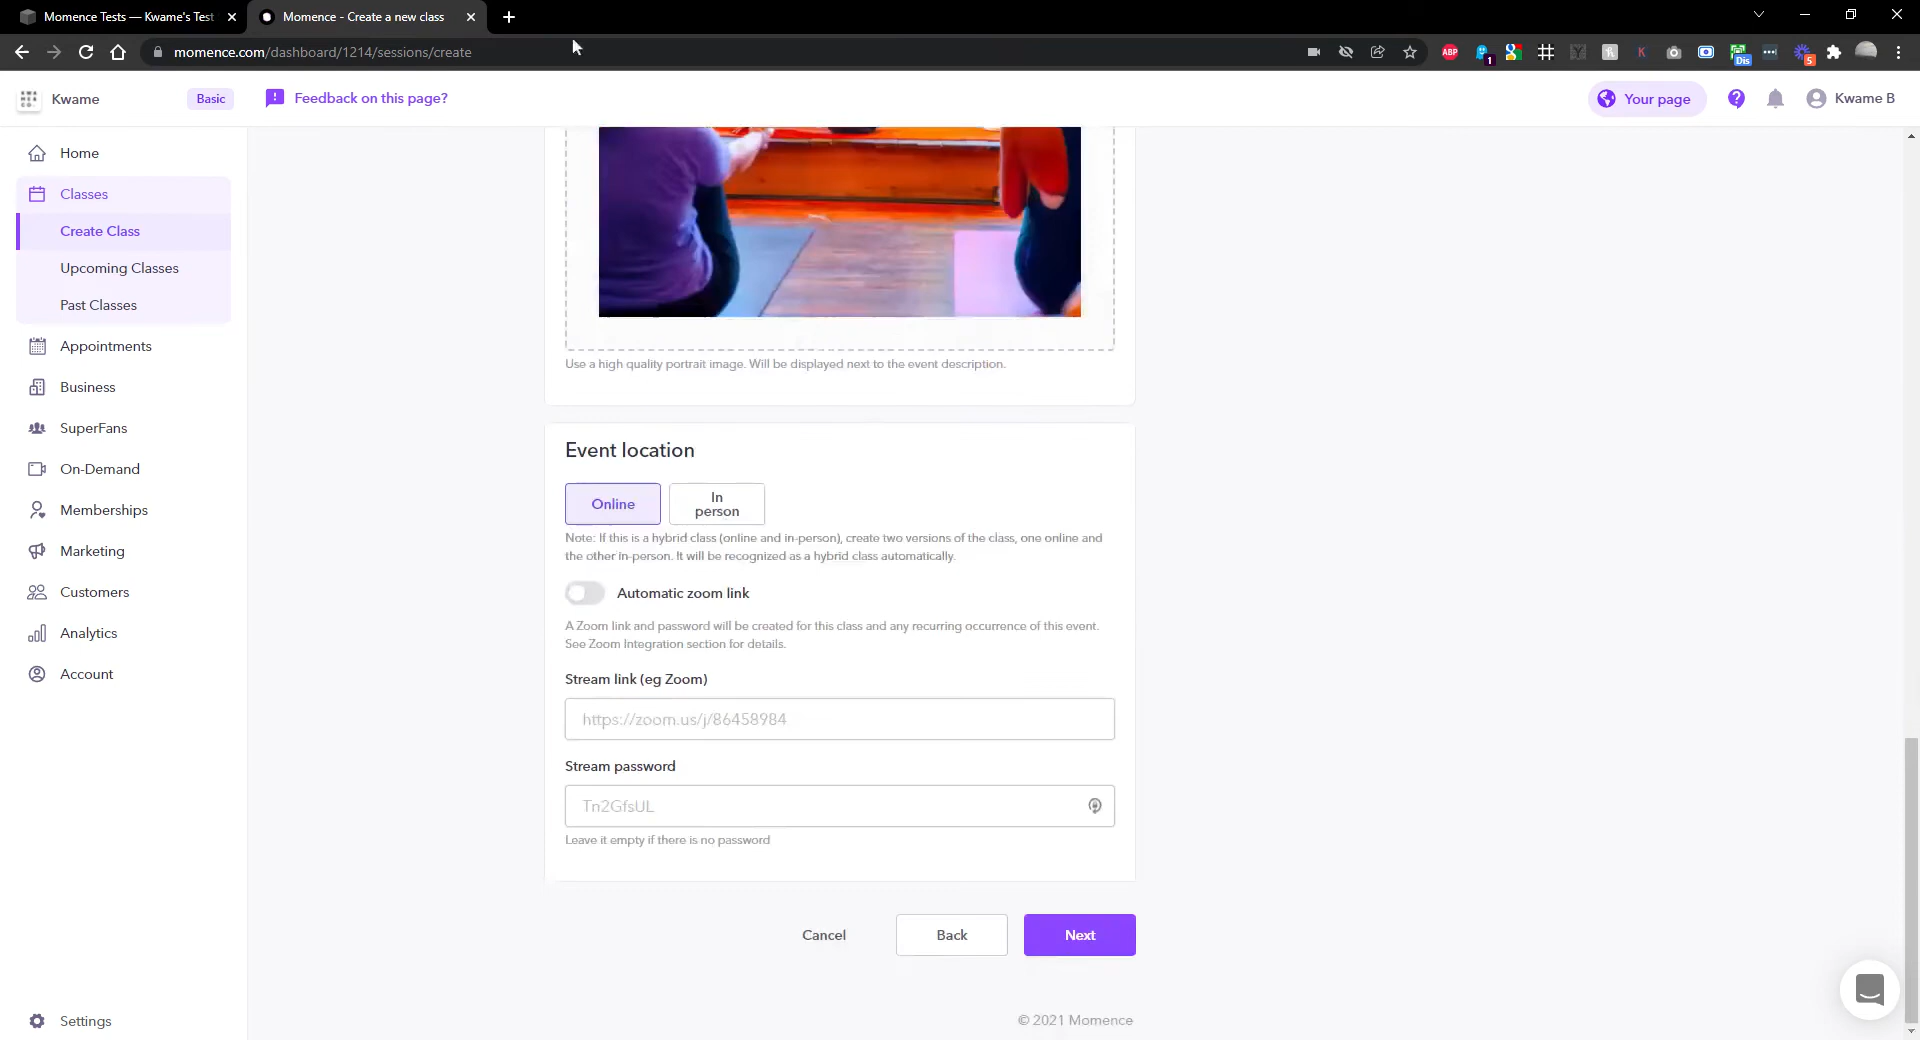 Momence Tests — Kwame's Test
Momence - Create a new class
momence.com/dashboard/1214/sessions/create
ABP
1
K
Dis
5
Kwame
Basic
Feedback on this page?
Your page
Kwame B
Home
Classes
Create Class
Upcoming Classes
Past Classes
Appointments
Business
SuperFans
On-Demand
Memberships
Marketing
Customers
Analytics
Account
Settings
Use a high quality portrait image. Will be displayed next to the event description.
Event location
Online
In
person
Note: If this is a hybrid class (online and in-person), create two versions of the class, one online and
the other in-person. It will be recognized as a hybrid class automatically.
Automatic zoom link
A Zoom link and password will be created for this class and any recurring occurrence of this event.
See Zoom Integration section for details.
Stream link (eg Zoom)
https://zoom.us/j/86458984
Stream password
Tn2GfsUL
Leave it empty if there is no password
Cancel
Back
Next
© 2021 Momence